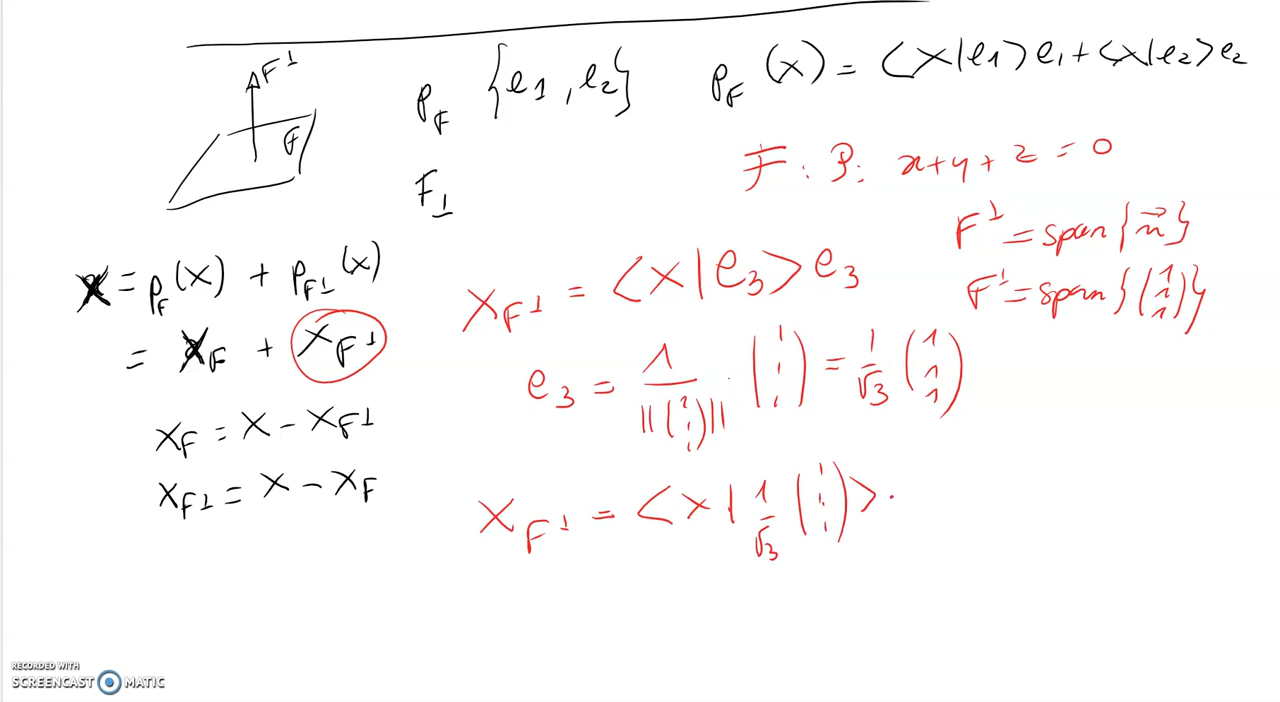 F⊥
F
p_F {e1, e2} p_F(x) = <x|e1>e1 + <x|e2>e2
F⊥
F : P : x+y+z = 0
F⊥ = span{n⃗}
F⊥ = span{(1 1 1)}
x = p_F(x) + p_F⊥(x)
= x_F + x_F⊥
x_F = x - x_F⊥
x_F⊥ = x - x_F
x_F⊥ = <x|e3>e3
e3 = 1/||(1 1 1)|| · (1 1 1) = 1/√3 (1 1 1)
x_F⊥ = <x | 1/√3 (1 1 1)> ·
RECORDED WITH
SCREENCAST MATIC